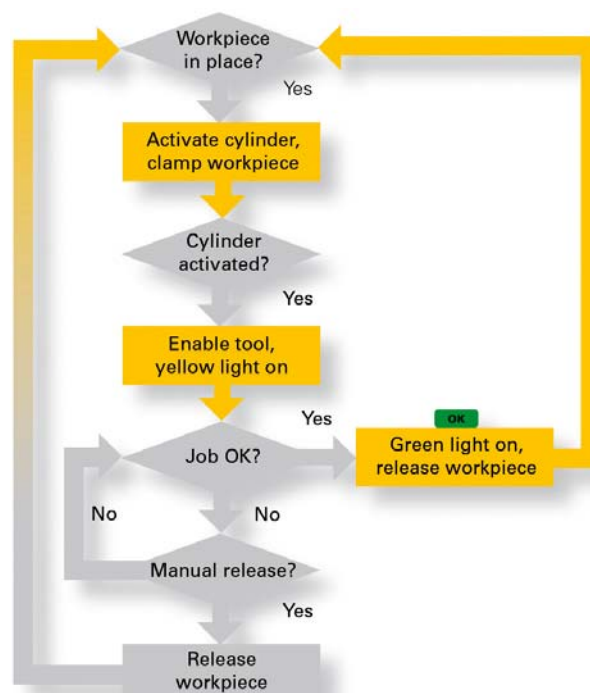 Workpiece
in place?
Yes
Activate cylinder,
clamp workpiece
Cylinder
activated?
Yes
Enable tool,
yellow light on
Yes
OK
Job OK?
Green light on,
release workpiece
No
No
Manual release?
Yes
Release
workpiece